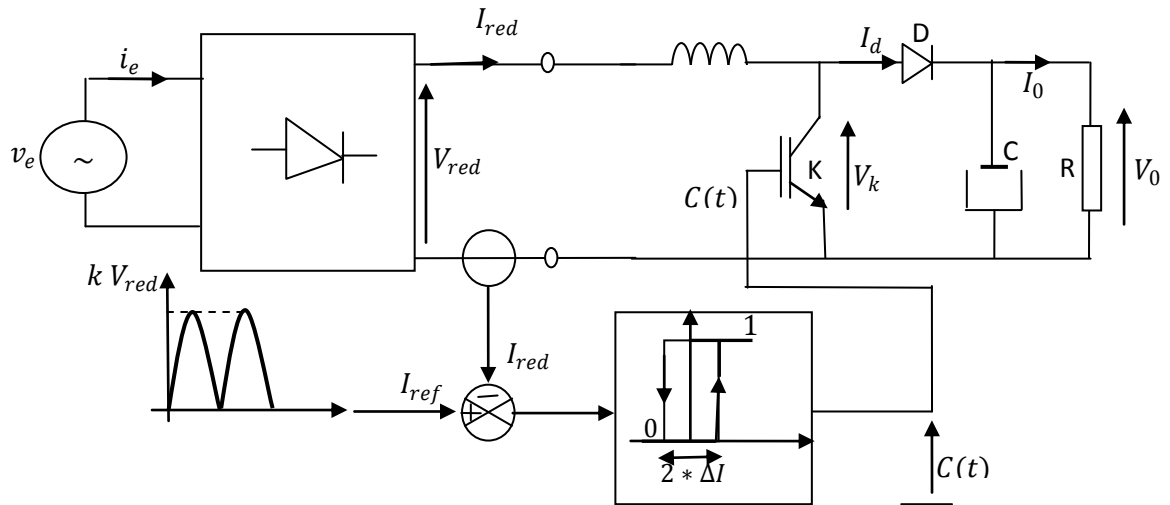 I_red
D
i_e
I_d
I_0
v_e
~
V_red
K
V_k
C
R
V_0
C(t)
k V_red
1
I_red
I_ref
+
−
0
2 * ΔI
C(t)